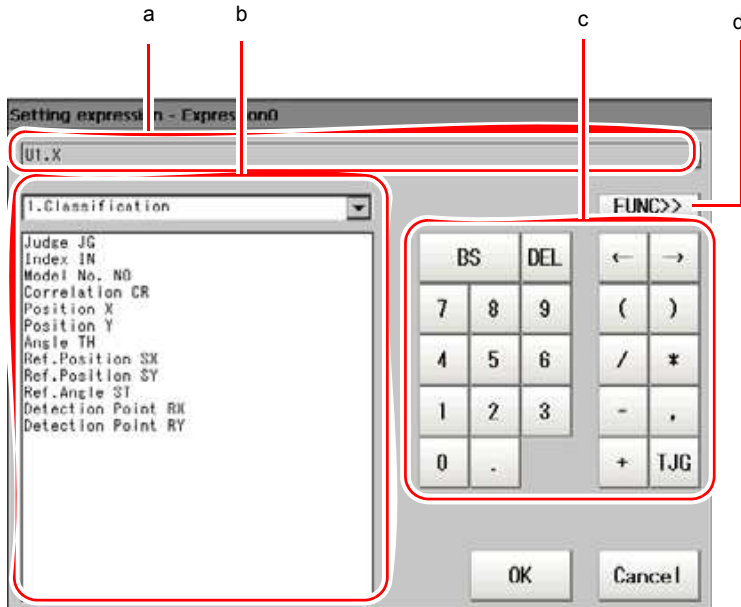 a b c d
Setting expression - Expression0
U1.X
1.Classification
FUNC>>
Judge JG
Index IN
Model No. NO
Correlation CR
Position X
Position Y
Angle TH
Ref.Position SX
Ref.Position SY
Ref.Angle ST
Detection Point RX
Detection Point RY
BS DEL ← →
7 8 9 ( )
4 5 6 / *
1 2 3 - ,
0 . + TJG
OK Cancel